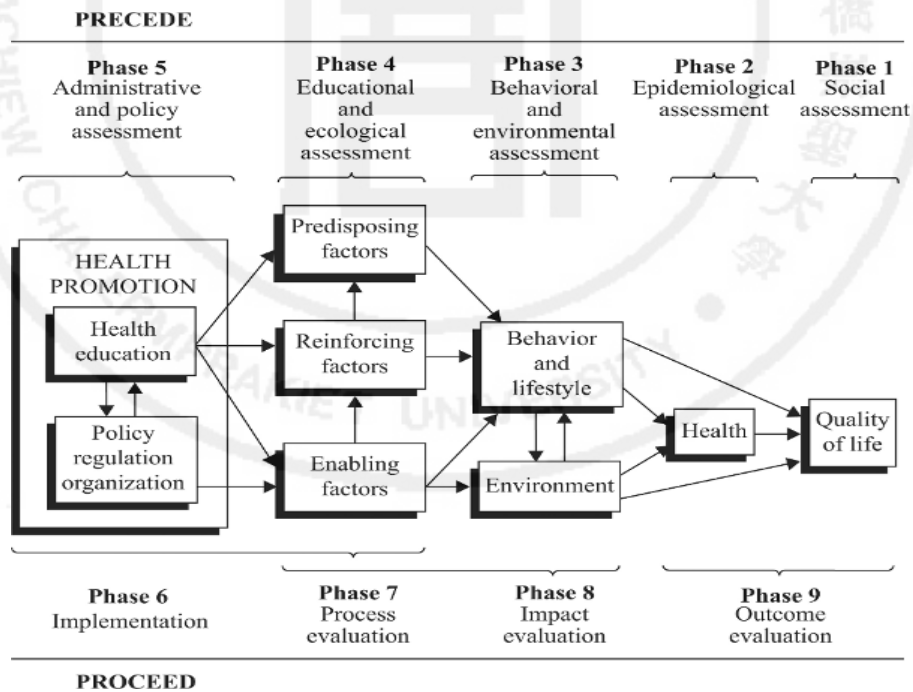 PRECEDE
Phase 5
Administrative
and policy
assessment
Phase 4
Educational
and
ecological
assessment
Phase 3
Behavioral
and
environmental
assessment
Phase 2
Epidemiological
assessment
Phase 1
Social
assessment
HEALTH
PROMOTION
Health
education
Policy
regulation
organization
Predisposing
factors
Reinforcing
factors
Enabling
factors
Behavior
and
lifestyle
Environment
Health
Quality
of life
Phase 6
Implementation
Phase 7
Process
evaluation
Phase 8
Impact
evaluation
Phase 9
Outcome
evaluation
PROCEED
UNIVERSITY
大學